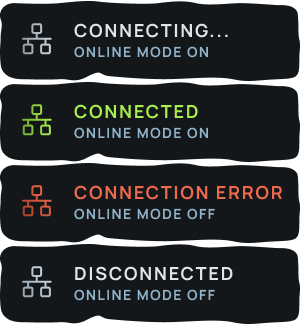 CONNECTING...
ONLINE MODE ON
CONNECTED
ONLINE MODE ON
CONNECTION ERROR
ONLINE MODE OFF
DISCONNECTED
ONLINE MODE OFF